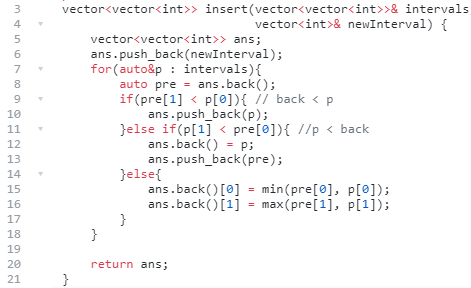 3 vector<vector<int>> insert(vector<vector<int>>& intervals
4 vector<int>& newInterval) {
5 vector<vector<int>> ans;
6 ans.push_back(newInterval);
7 for(auto&p : intervals){
8 auto pre = ans.back();
9 if(pre[1] < p[0]){ // back < p
10 ans.push_back(p);
11 }else if(p[1] < pre[0]){ //p < back
12 ans.back() = p;
13 ans.push_back(pre);
14 }else{
15 ans.back()[0] = min(pre[0], p[0]);
16 ans.back()[1] = max(pre[1], p[1]);
17 }
18 }
19
20 return ans;
21 }